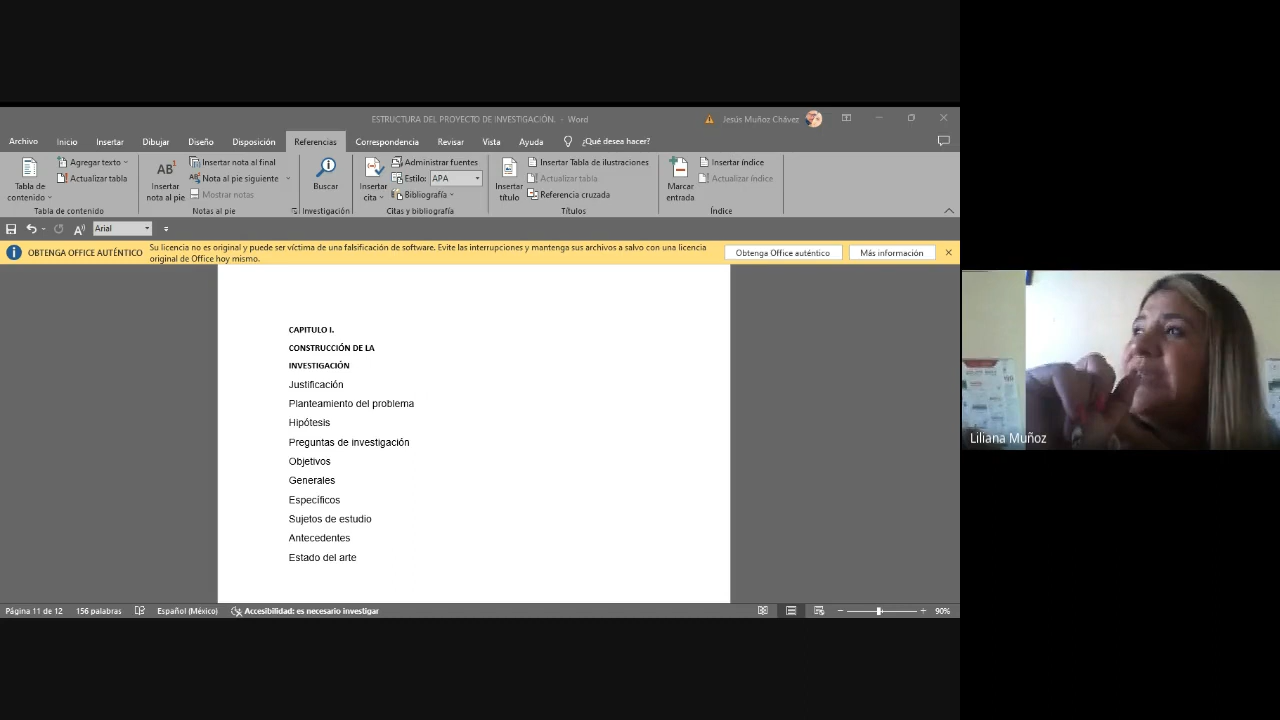 ESTRUCTURA DEL PROYECTO DE INVESTIGACIÓN. - Word
Jesús Muñoz Chávez
Archivo Inicio Insertar Dibujar Diseño Disposición Referencias Correspondencia Revisar Vista Ayuda ¿Qué desea hacer?
Tabla de contenido
Agregar texto
Actualizar tabla
Tabla de contenido
AB1
Insertar nota al pie
Insertar nota al final
Nota al pie siguiente
Mostrar notas
Notas al pie
Buscar
Investigación
Insertar cita
Administrar fuentes
Estilo: APA
Bibliografía
Citas y bibliografía
Insertar título
Insertar Tabla de ilustraciones
Actualizar tabla
Referencia cruzada
Títulos
Marcar entrada
Insertar índice
Actualizar índice
Índice
Arial
OBTENGA OFFICE AUTÉNTICO
Su licencia no es original y puede ser víctima de una falsificación de software. Evite las interrupciones y mantenga sus archivos a salvo con una licencia
original de Office hoy mismo.
Obtenga Office auténtico
Más información
CAPITULO I.
CONSTRUCCIÓN DE LA
INVESTIGACIÓN
Justificación
Planteamiento del problema
Hipótesis
Preguntas de investigación
Objetivos
Generales
Específicos
Sujetos de estudio
Antecedentes
Estado del arte
Página 11 de 12 156 palabras Español (México) Accesibilidad: es necesario investigar 90%
Liliana Muñoz